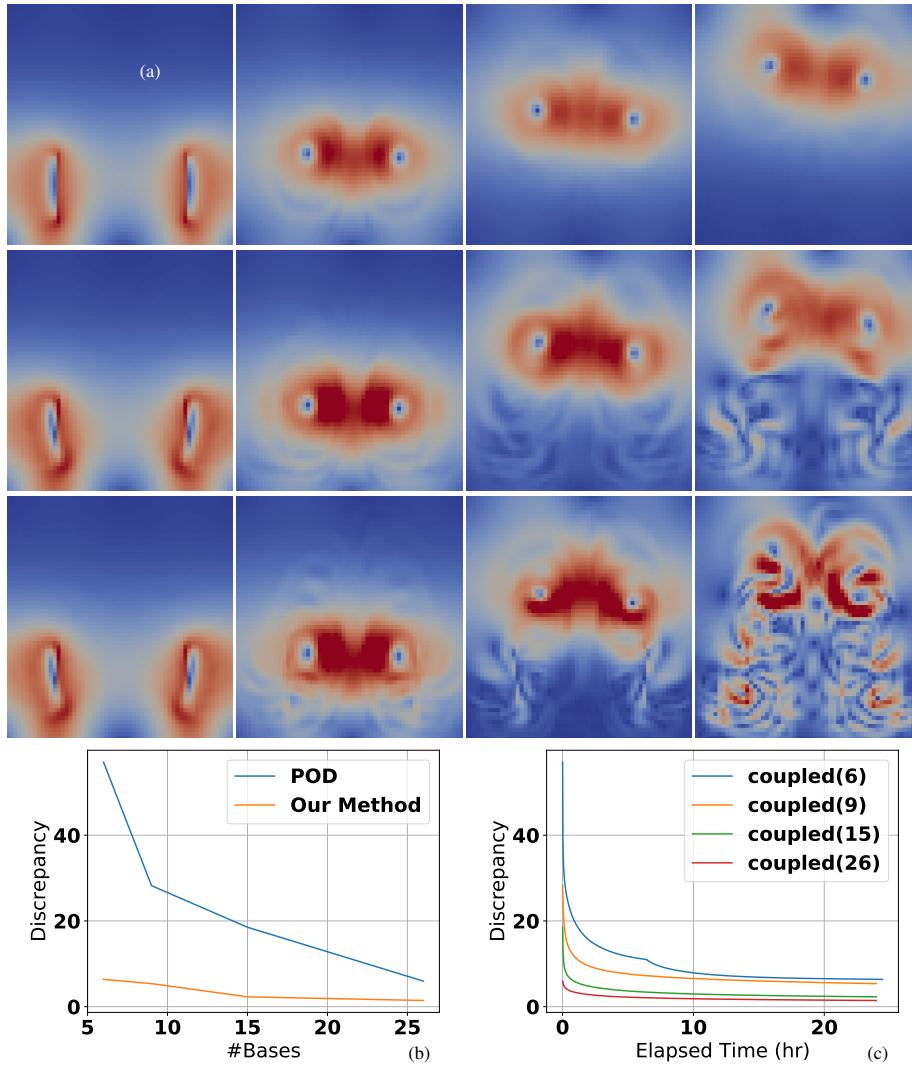 (a)
POD
Our Method
Discrepancy
40
20
0
5
10
15
20
25
#Bases
(b)
coupled(6)
coupled(9)
coupled(15)
coupled(26)
Discrepancy
40
20
0
0
10
20
Elapsed Time (hr)
(c)